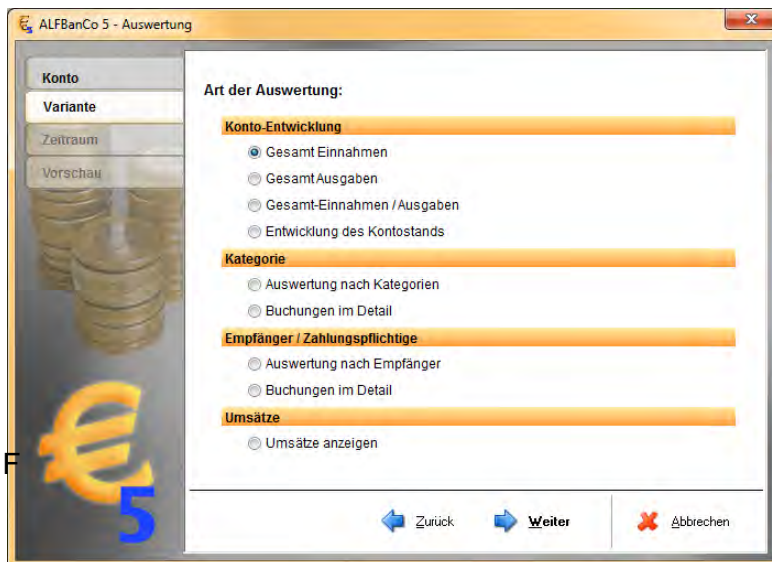 ALFBanCo 5 - Auswertung
Konto
Variante
Zeitraum
Vorschau
Art der Auswertung:
Konto-Entwicklung
Gesamt Einnahmen
Gesamt Ausgaben
Gesamt-Einnahmen / Ausgaben
Entwicklung des Kontostands
Kategorie
Auswertung nach Kategorien
Buchungen im Detail
Empfänger / Zahlungspflichtige
Auswertung nach Empfänger
Buchungen im Detail
Umsätze
Umsätze anzeigen
F
€
5
Zurück
Weiter
Abbrechen